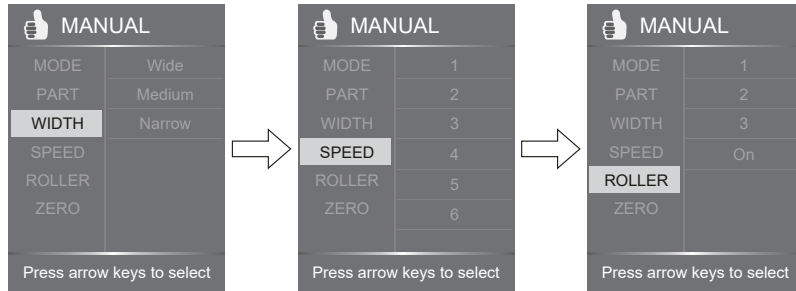 MANUAL
MODE Wide
PART Medium
WIDTH Narrow
SPEED
ROLLER
ZERO
Press arrow keys to select
MANUAL
MODE 1
PART 2
WIDTH 3
SPEED 4
ROLLER 5
ZERO 6
Press arrow keys to select
MANUAL
MODE 1
PART 2
WIDTH 3
SPEED On
ROLLER
ZERO
Press arrow keys to select